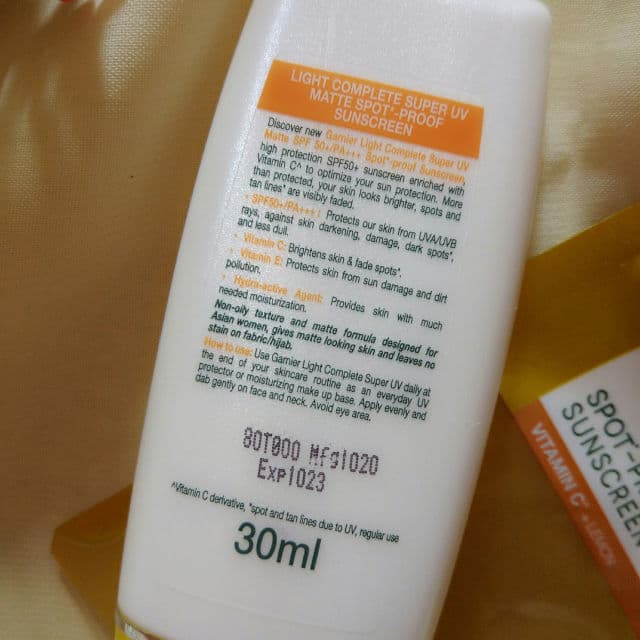 LIGHT COMPLETE SUPER UV
MATTE SPOT*-PROOF
SUNSCREEN
Discover new Garnier Light Complete Super UV
Matte SPF 50+/PA+++ Spot*-proof Sunscreen,
high protection SPF50+ sunscreen enriched with
Vitamin C^ to optimize your sun protection. More
than protected, your skin looks brighter, spots and
tan lines* are visibly faded.
• SPF50+/PA+++: Protects our skin from UVA/UVB
rays, against skin darkening, damage, dark spots*,
and less dull.
• Vitamin C: Brightens skin & fade spots*.
• Vitamin E: Protects skin from sun damage and dirt
pollution.
• Hydra-active Agent: Provides skin with much
needed moisturization.
Non-oily texture and matte formula designed for
Asian women, gives matte looking skin and leaves no
stain on fabric/hijab.
How to use: Use Garnier Light Complete Super UV daily at
the end of your skincare routine as an everyday UV
protector or moisturizing make up base. Apply evenly and
dab gently on face and neck. Avoid eye area.
80T000 Mfg1020
Exp1023
^Vitamin C derivative, *spot and tan lines due to UV, regular use
30ml
SPOT-
SUNSCREEN
VITAMIN C* + LEMON